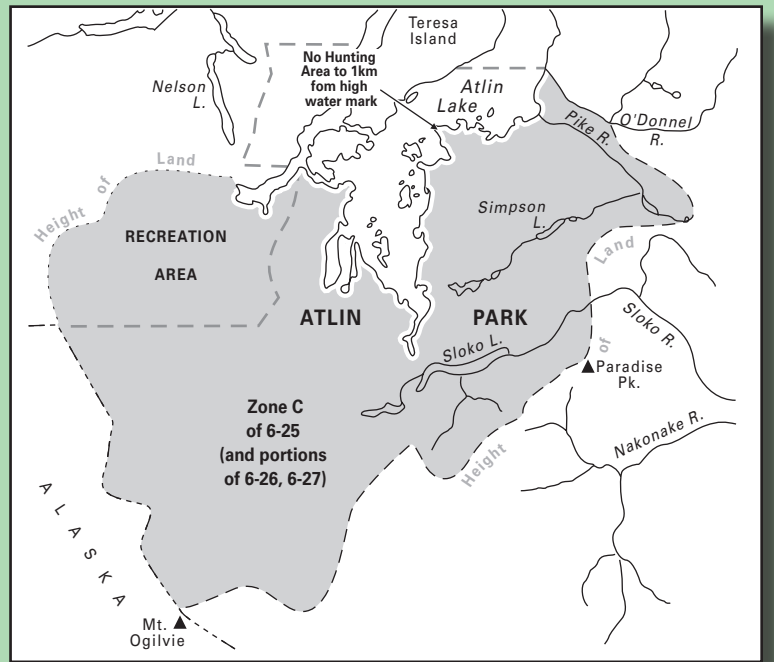 Teresa
Island
No Hunting
Area to 1km
fom high
water mark
Nelson
L.
Atlin
Lake
O'Donnel
R.
Pike R.
Height of Land
RECREATION
AREA
Simpson
L.
Height of Land
ATLIN PARK
Sloko L.
Sloko R.
Paradise
Pk.
Zone C
of 6-25
(and portions
of 6-26, 6-27)
Nakonake R.
ALASKA
Mt.
Ogilvie